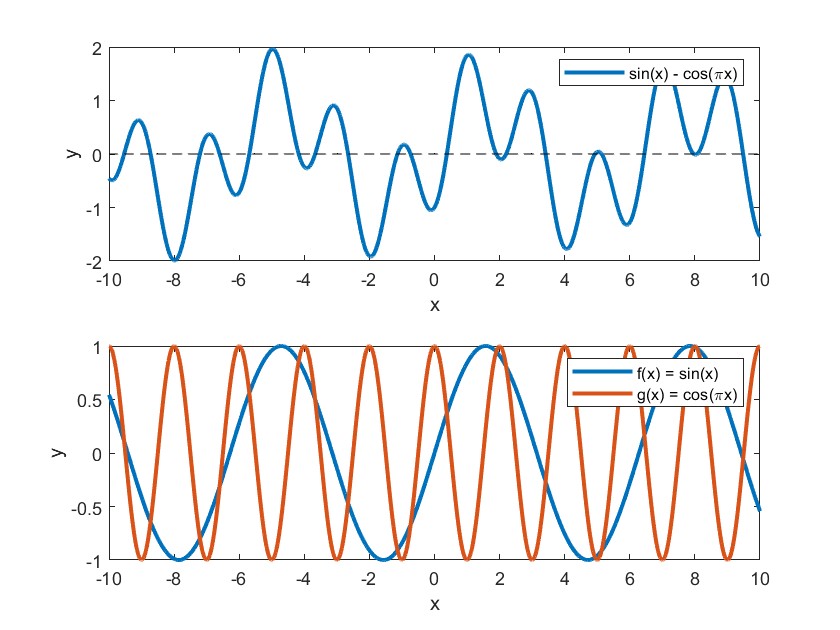 2
1
0
-1
-2
y
sin(x) - cos(πx)
-10 -8 -6 -4 -2 0 2 4 6 8 10
x
1
0.5
0
-0.5
-1
y
f(x) = sin(x)
g(x) = cos(πx)
-10 -8 -6 -4 -2 0 2 4 6 8 10
x